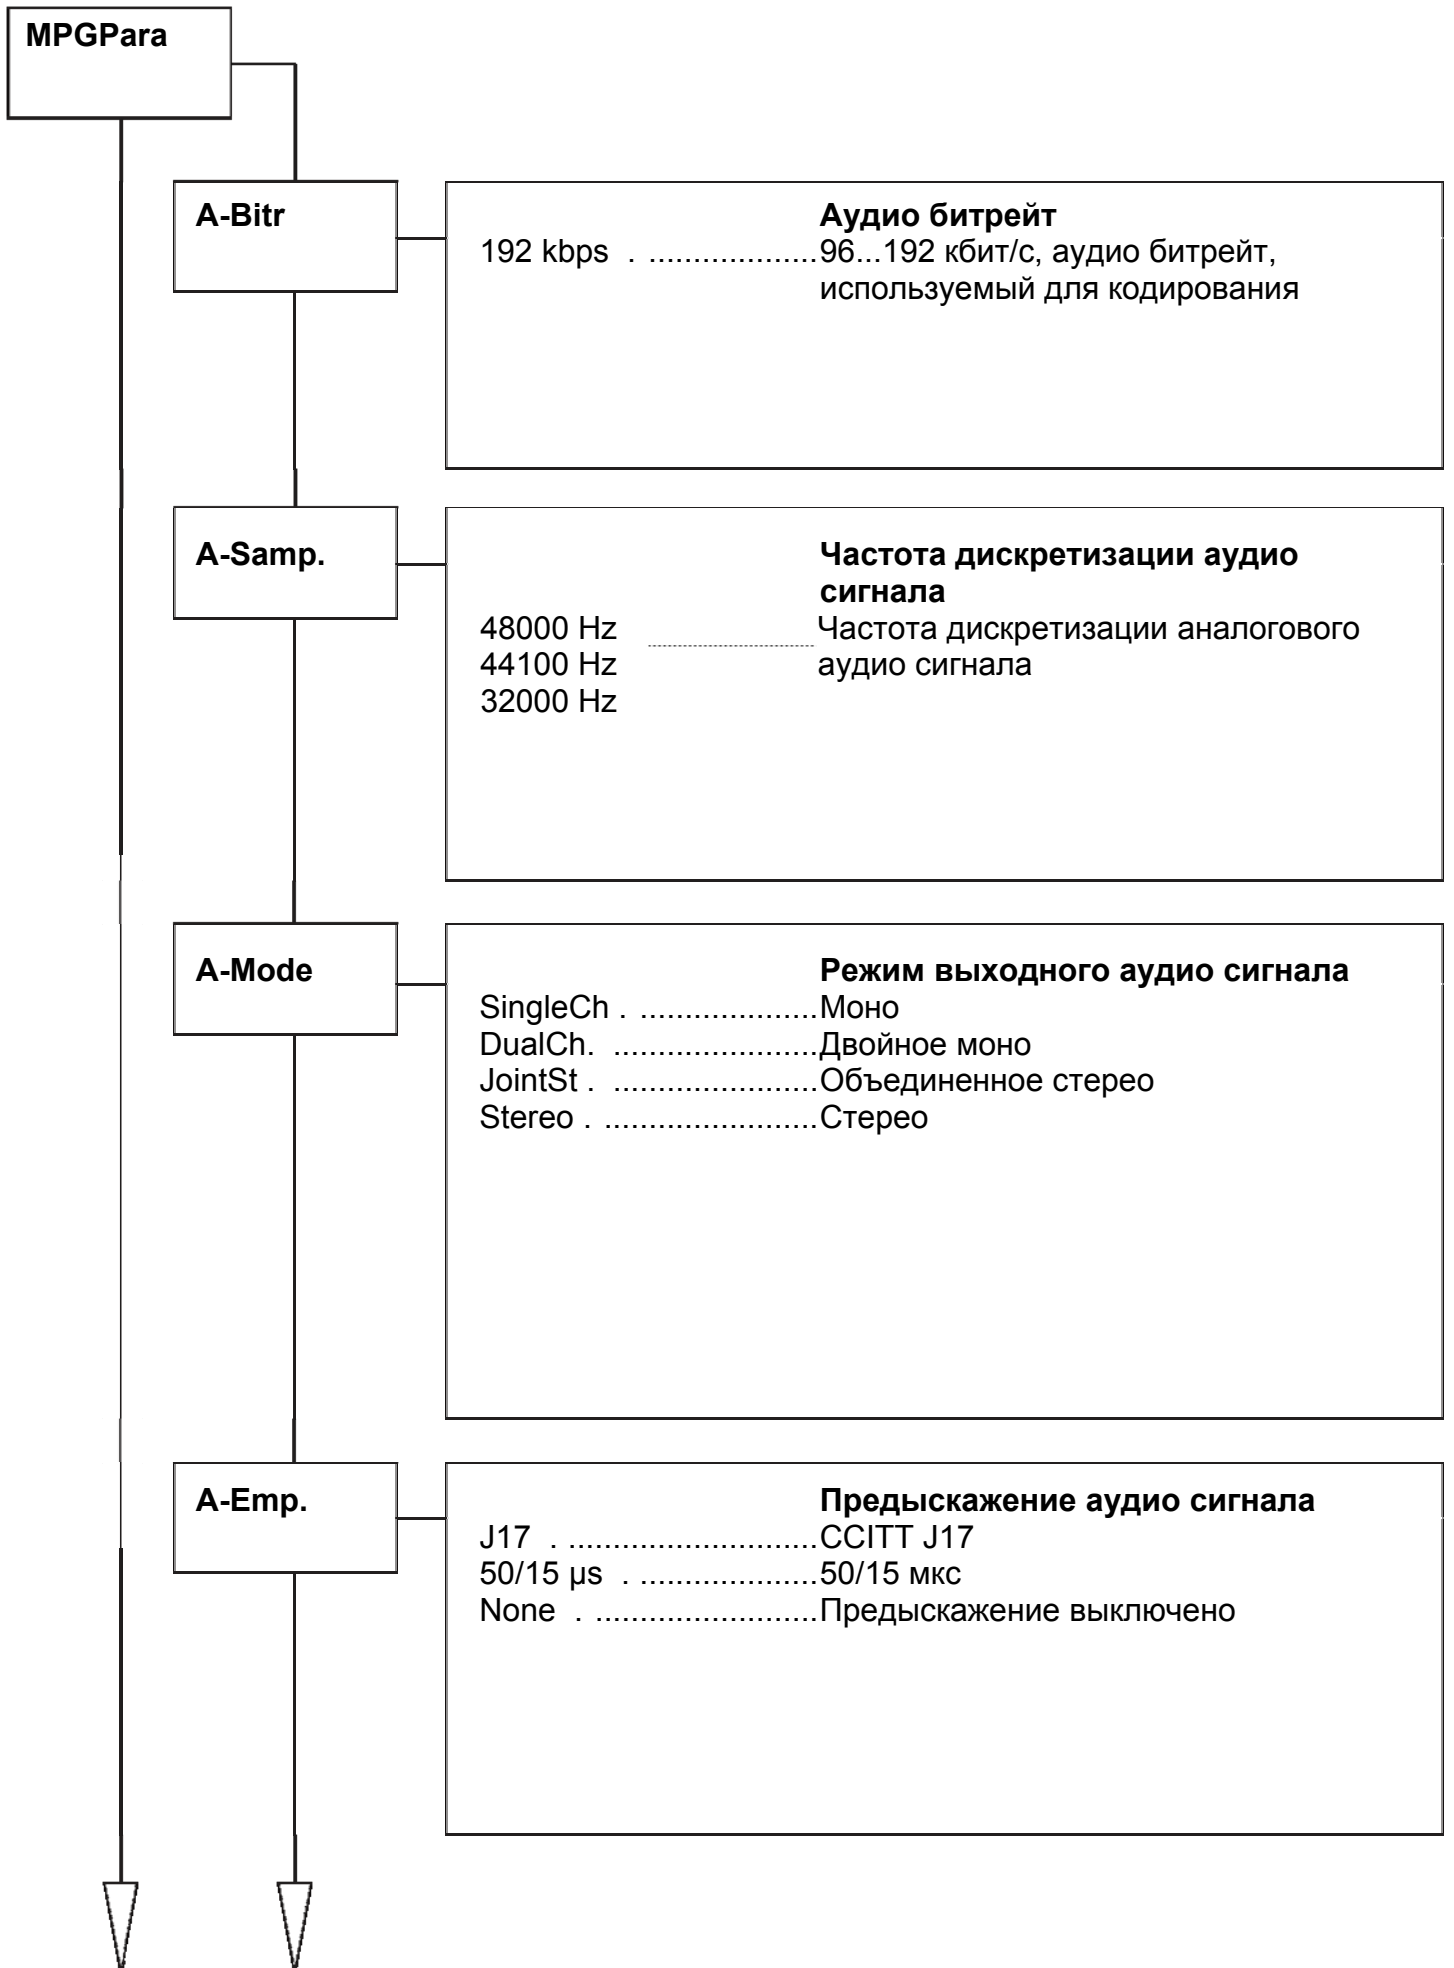 MPGPara
A-Bitr
Аудио битрейт
192 kbps . ...................96...192 кбит/с, аудио битрейт,
используемый для кодирования
A-Samp.
Частота дискретизации аудио
сигнала
48000 Hz ................... Частота дискретизации аналогового
44100 Hz аудио сигнала
32000 Hz
A-Mode
Режим выходного аудио сигнала
SingleCh . ....................Моно
DualCh. .......................Двойное моно
JointSt . .......................Объединенное стерео
Stereo . ........................Стерео
A-Emp.
Предыскажение аудио сигнала
J17 . ............................CCITT J17
50/15 µs . ....................50/15 мкс
None . .........................Предыскажение выключено